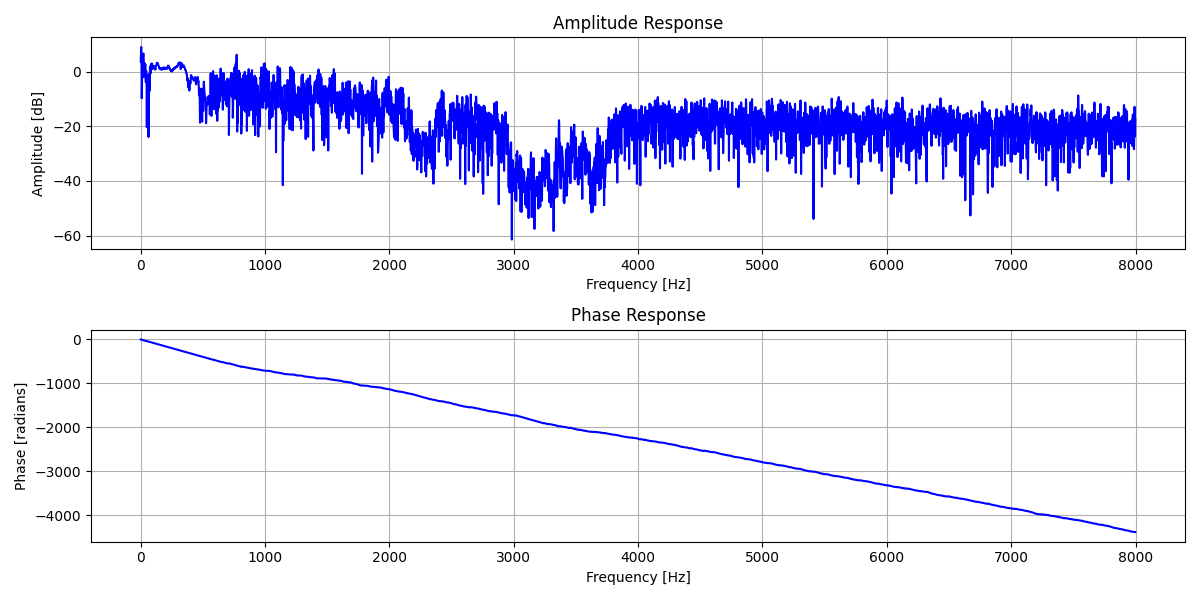 Amplitude Response
Amplitude [dB]
0
−20
−40
−60
0 1000 2000 3000 4000 5000 6000 7000 8000
Frequency [Hz]
Phase Response
Phase [radians]
0
−1000
−2000
−3000
−4000
0 1000 2000 3000 4000 5000 6000 7000 8000
Frequency [Hz]